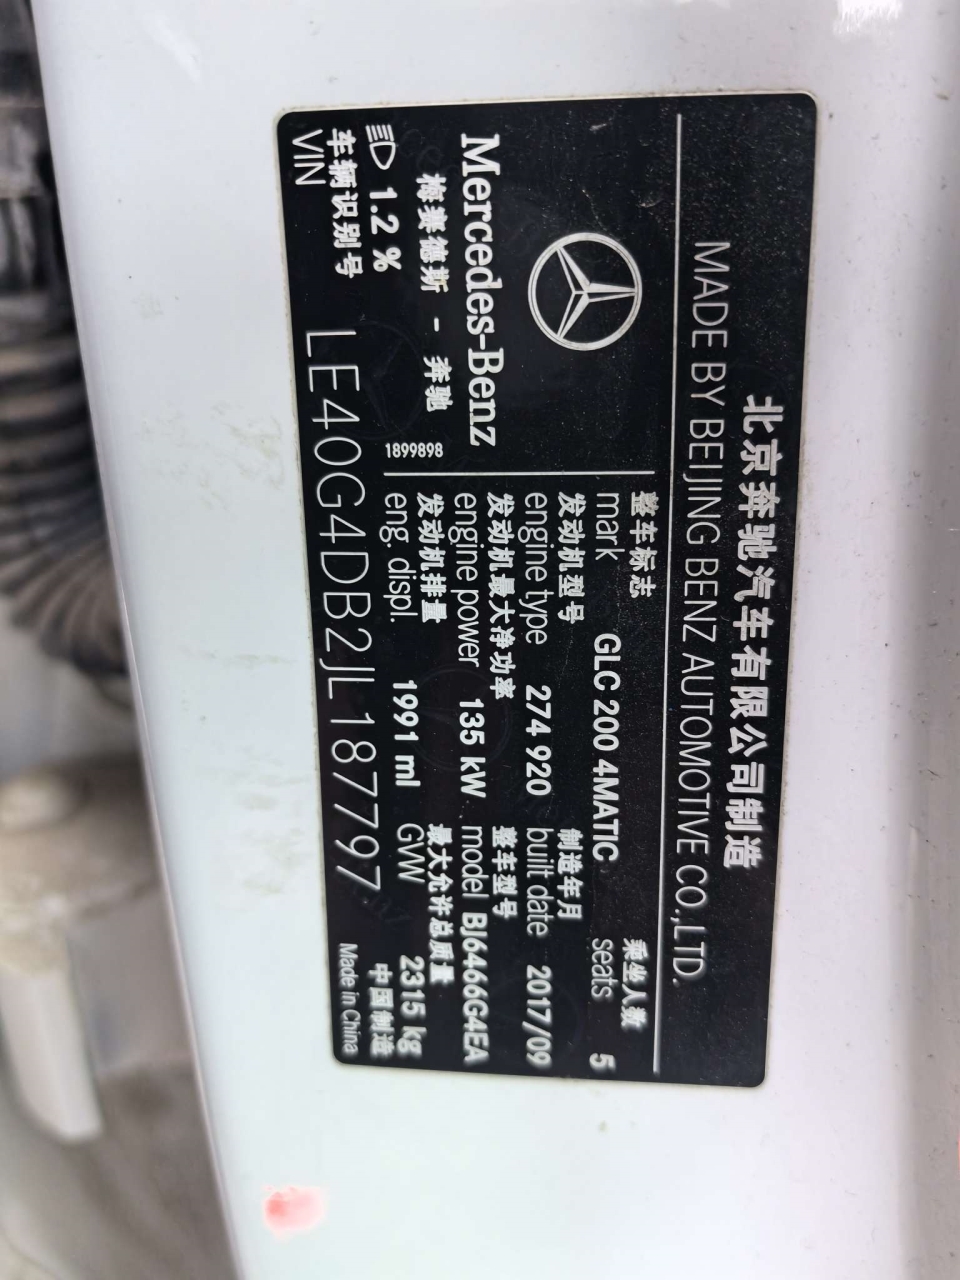 北京奔驰汽车有限公司制造
MADE BY BEIJING BENZ AUTOMOTIVE CO.,LTD.
Mercedes-Benz
梅赛德斯 - 奔驰
1.2 %
1899898
整车标志 乘坐人数
mark GLC 200 4MATIC seats 5
发动机型号 制造年月
engine type 274 920 built date 2017/09
发动机最大净功率 整车型号
engine power 135 kW model BJ6466G4EA
发动机排量 最大允许总质量
eng. displ. 1991 ml GVW 2315 kg
车辆识别号 中国制造
VIN LE40G4DB2JL187797 Made in China